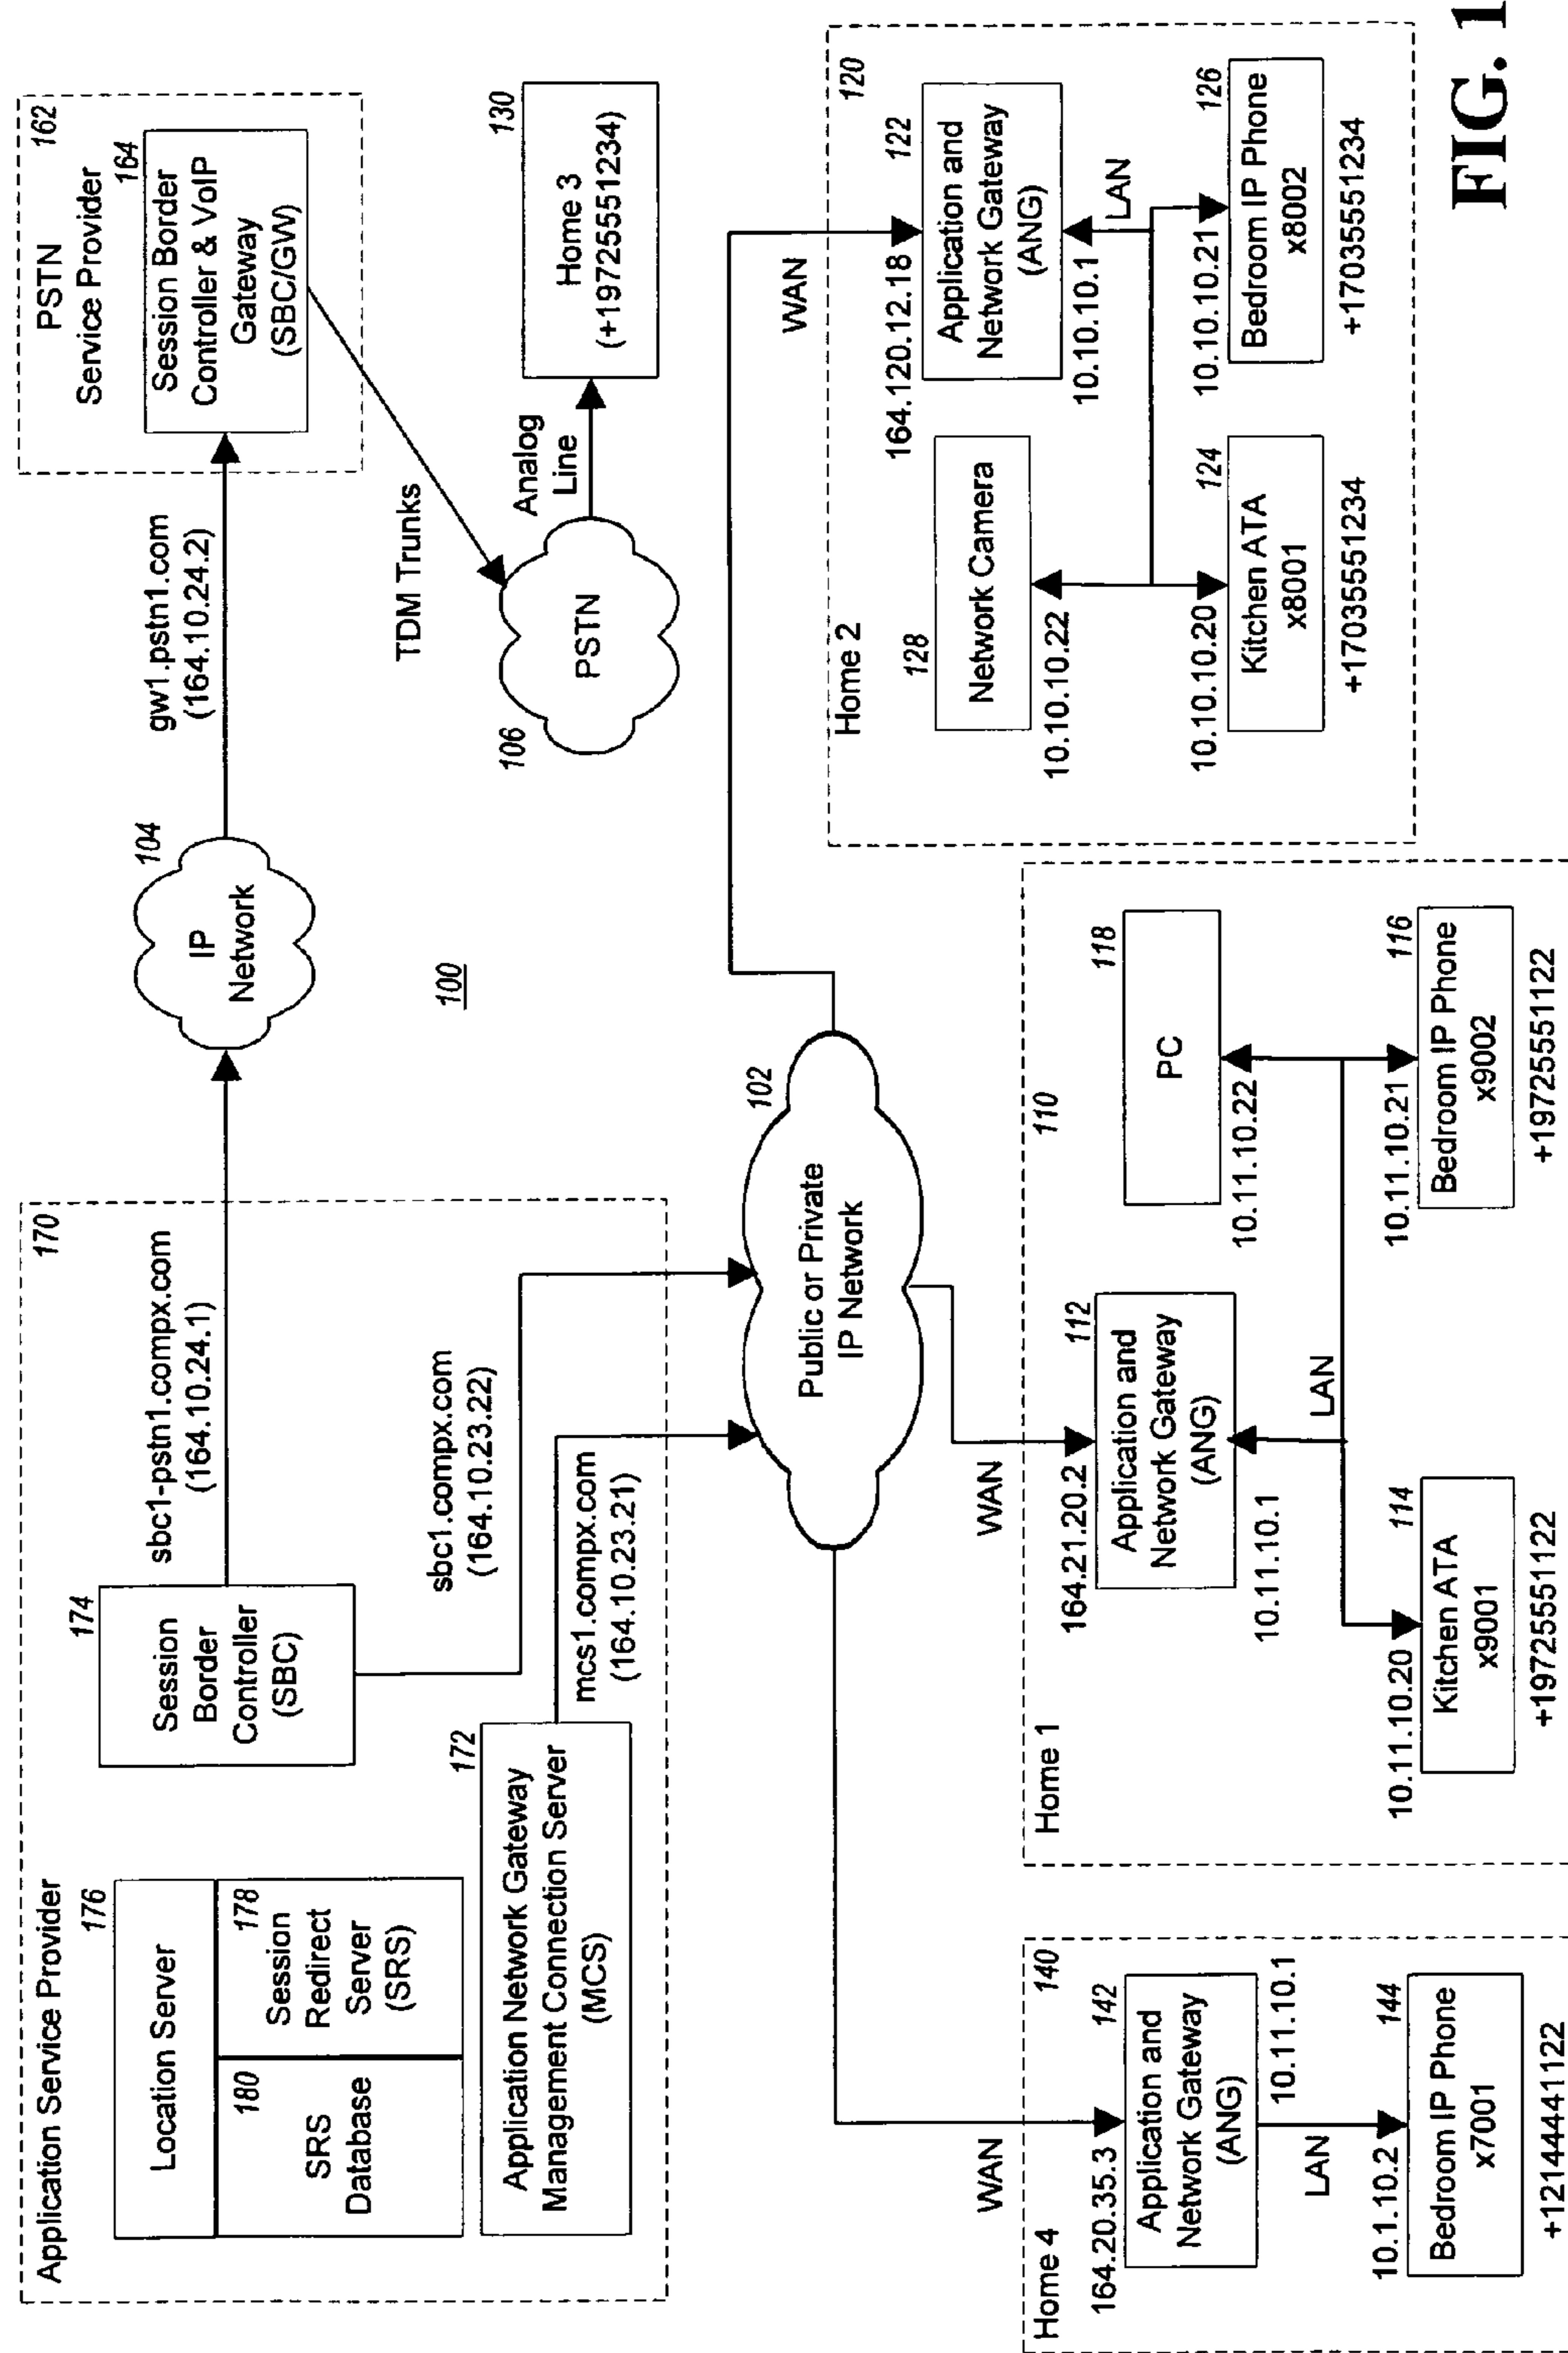 Application Service Provider
170
Location Server
176
SRS
Database
180
Session
Redirect
Server
(SRS)
178
Session
Border
Controller
(SBC)
174
Application Network Gateway
Management Connection Server
(MCS)
172
sbc1-pstn1.compx.com
(164.10.24.1)
sbc1.compx.com
(164.10.23.22)
mcs1.compx.com
(164.10.23.21)
IP
Network
104
100
gw1.pstn1.com
(164.10.24.2)
PSTN
Service Provider
162
164
Session Border
Controller & VoIP
Gateway
(SBC/GW)
TDM Trunks
PSTN
106
Analog
Line
Home 3
(+19725551234)
130
Public or Private
IP Network
102
WAN
Home 4
140
164.20.35.3
142
Application and
Network Gateway
(ANG)
10.11.10.1
LAN
10.1.10.2
144
Bedroom IP Phone
x7001
+12144441122
WAN
Home 1
110
164.21.20.2
112
Application and
Network Gateway
(ANG)
10.11.10.1
LAN
118
PC
10.11.10.22
10.11.10.20
114
Kitchen ATA
x9001
+19725551122
10.11.10.21
116
Bedroom IP Phone
x9002
+19725551122
WAN
Home 2
120
128
Network Camera
10.10.10.22
164.120.12.18
122
Application and
Network Gateway
(ANG)
10.10.10.1
LAN
10.10.10.20
124
Kitchen ATA
x8001
+17035551234
10.10.10.21
126
Bedroom IP Phone
x8002
+17035551234
FIG. 1